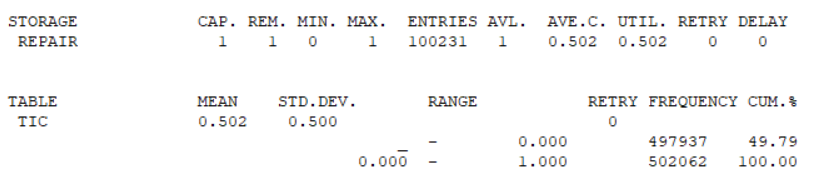 STORAGE CAP. REM. MIN. MAX. ENTRIES AVL. AVE.C. UTIL. RETRY DELAY
REPAIR 1 1 0 1 100231 1 0.502 0.502 0 0
TABLE MEAN STD.DEV. RANGE RETRY FREQUENCY CUM.%
TIC 0.502 0.500 0
_ - 0.000 497937 49.79
0.000 - 1.000 502062 100.00